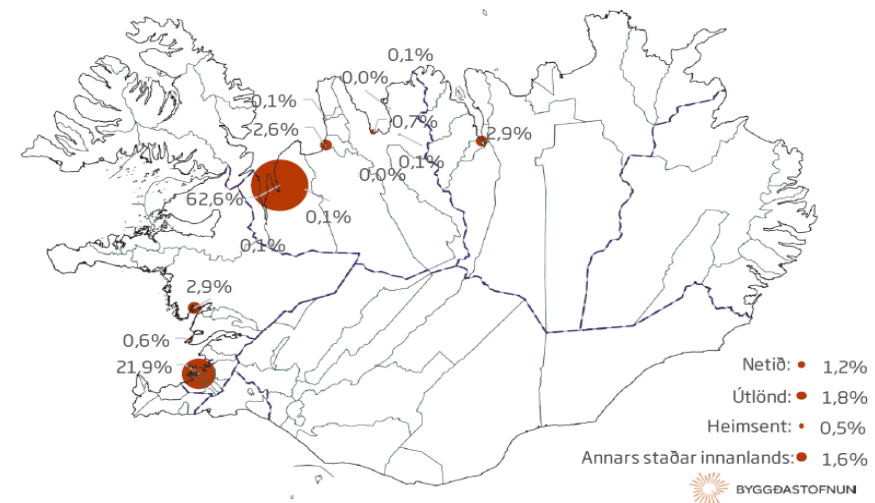 0,1%
0,0%
0,1%
2,6%
0,7%
2,9%
0,1%
0,0%
62,6%
0,1%
0,1%
2,9%
0,6%
21,9%
Netið: 1,2%
Útlönd: 1,8%
Heimsent: 0,5%
Annars staðar innanlands: 1,6%
BYGGÐASTOFNUN